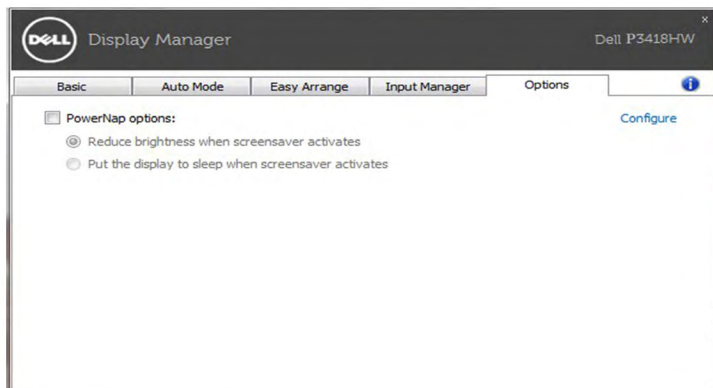 DELL Display Manager Dell P3418HW ×
Basic Auto Mode Easy Arrange Input Manager Options i
PowerNap options: Configure
Reduce brightness when screensaver activates
Put the display to sleep when screensaver activates